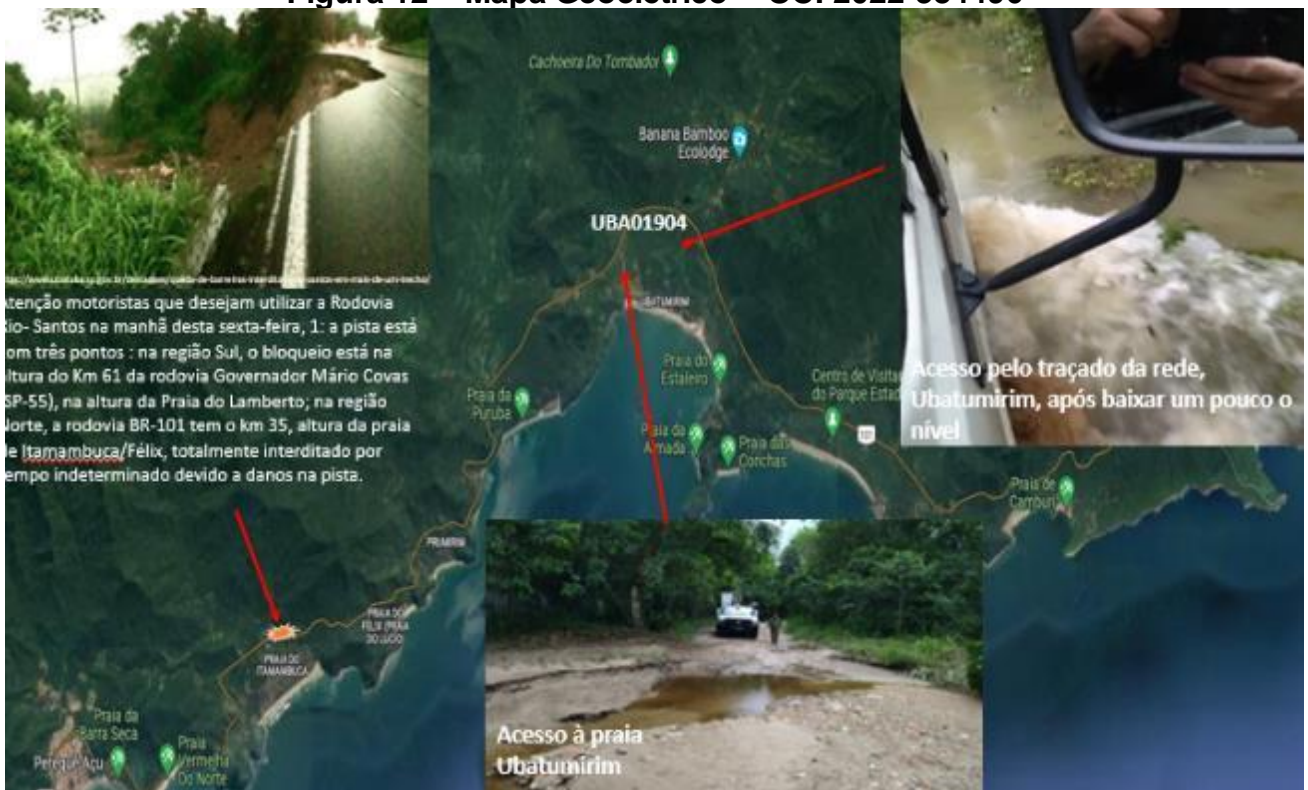 Figura 12 – Mapa Geoelétrico –
Cachoeira Do Tombador
Banana Bamboo
Ecolodge
UBA01904
Atenção motoristas que desejam utilizar a Rodovia
Rio- Santos na manhã desta sexta-feira, 1: a pista está
com três pontos : na região Sul, o bloqueio está na
altura do Km 61 da rodovia Governador Mário Covas
(SP-55), na altura da Praia do Lamberto; na região
Norte, a rodovia BR-101 tem o km 35, altura da praia
de Itamambuca/Félix, totalmente interditado por
tempo indeterminado devido a danos na pista.
Acesso pelo traçado da rede,
Ubatumirim, após baixar um pouco o
nível
UBATUMIRIM
Praia do
Estaleiro
Centro de Visita
do Parque Estad
Praia da
Puruba
Praia da
Almada
Praia das
Conchas
101
Praia de
Camburi
PRUMIRIM
PRAIA DO
FÉLIX (PRAIA
DO LÚCIO)
PRAIA DO
ITAMAMBUCA
Praia da
Barra Seca
Perequê-Açu
Praia
Vermelha
Do Norte
Acesso à praia
Ubatumirim